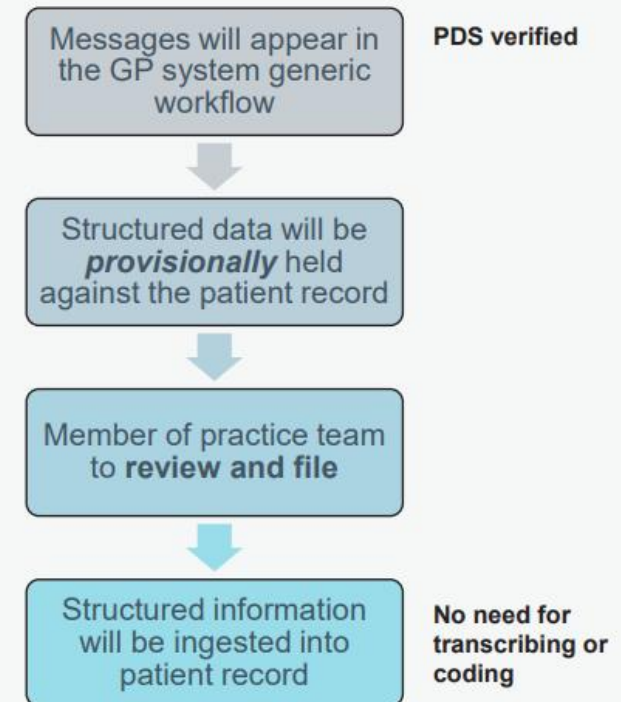 Messages will appear in
the GP system generic
workflow
PDS verified
Structured data will be
provisionally held
against the patient record
Member of practice team
to review and file
Structured information
will be ingested into
patient record
No need for
transcribing or
coding